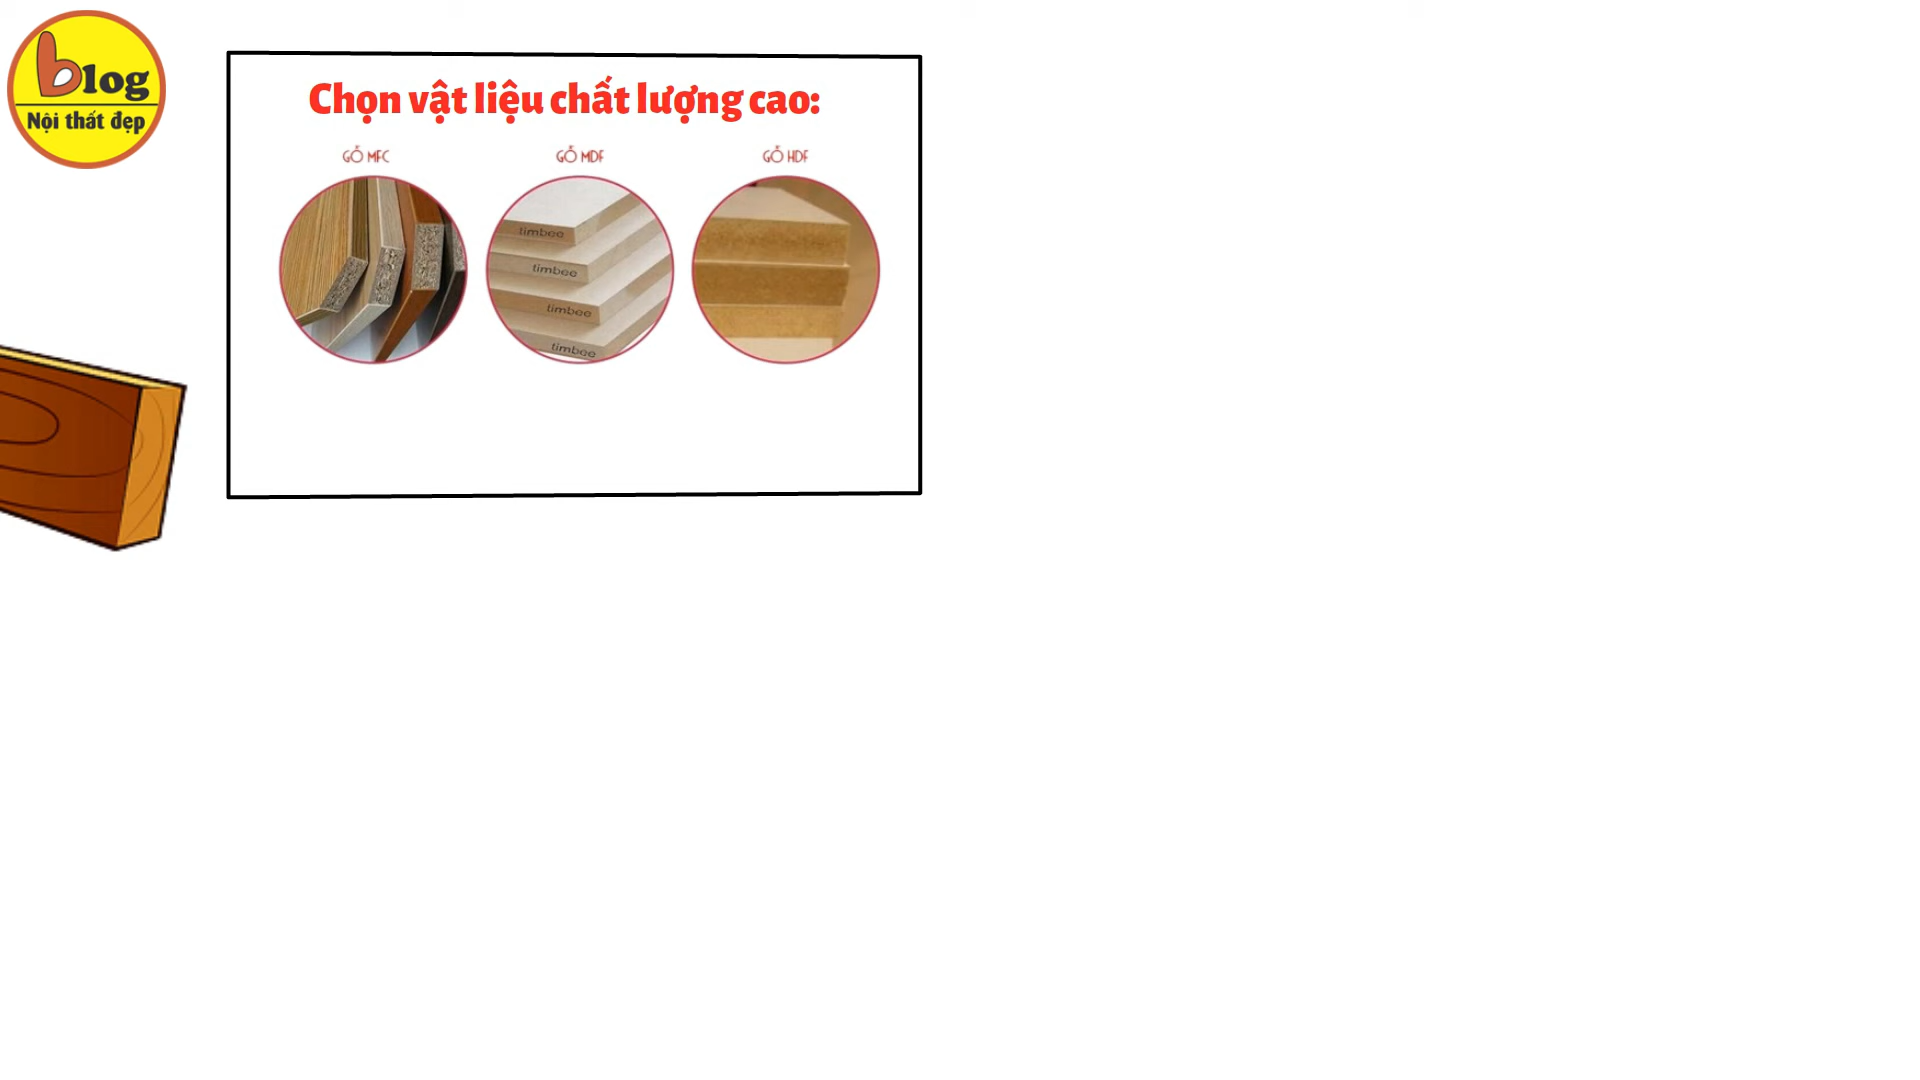 blog
Nội thất đẹp
Chọn vật liệu chất lượng cao:
GỖ MFC
GỖ MDF
GỖ HDF
timbee
timbee
timbee
timbee